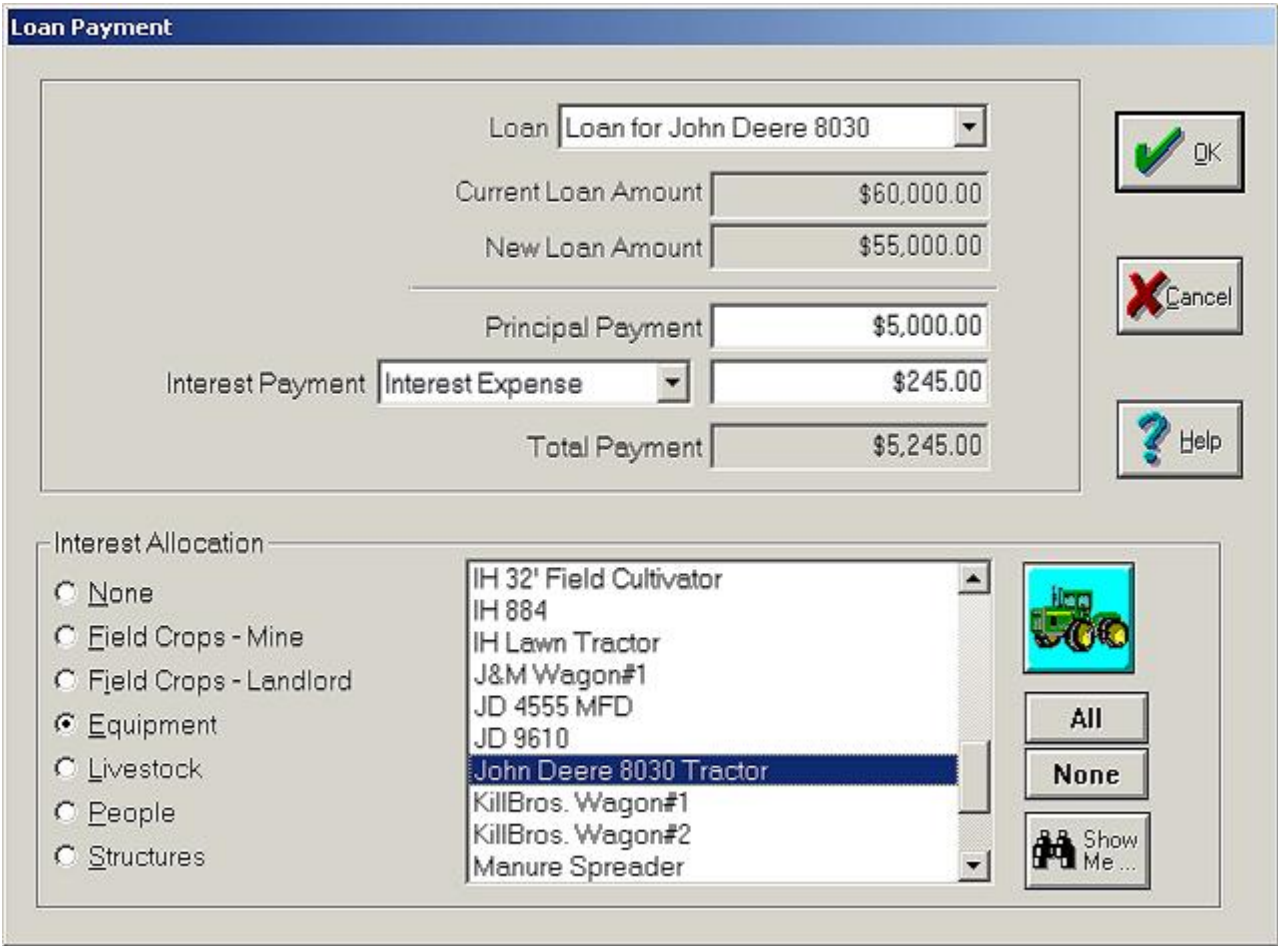 Loan Payment
Loan Loan for John Deere 8030
Current Loan Amount $60,000.00
New Loan Amount $55,000.00
Principal Payment $5,000.00
Interest Payment Interest Expense $245.00
Total Payment $5,245.00
OK
Cancel
Help
Interest Allocation
None
Field Crops - Mine
Field Crops - Landlord
Equipment
Livestock
People
Structures
IH 32' Field Cultivator
IH 884
IH Lawn Tractor
J&M Wagon#1
JD 4555 MFD
JD 9610
John Deere 8030 Tractor
KillBros. Wagon#1
KillBros. Wagon#2
Manure Spreader
All
None
Show
Me ...